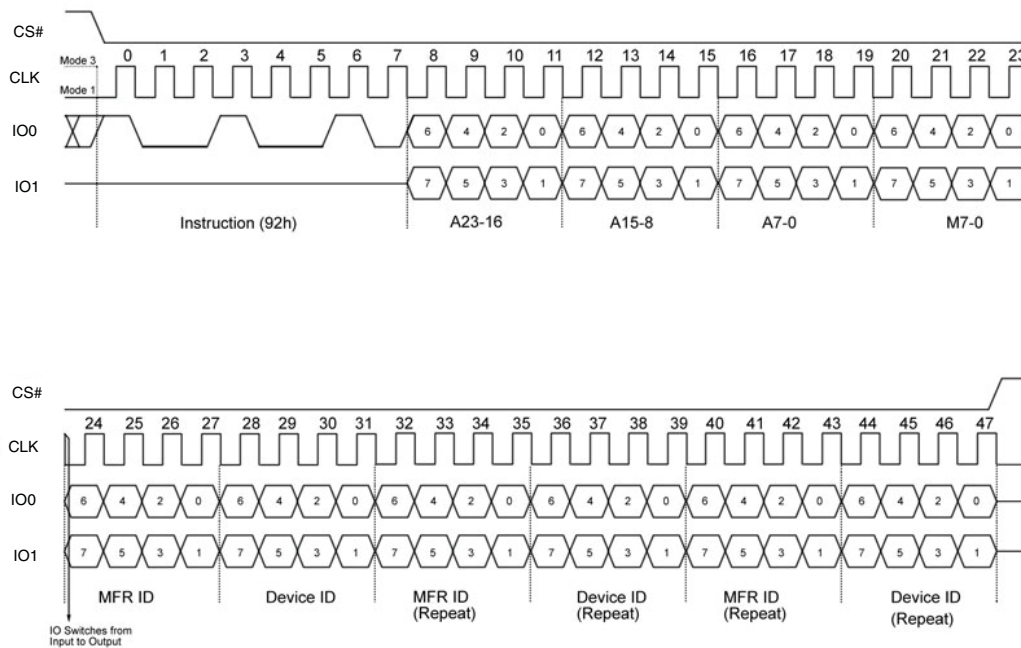 CS#
Mode 3
CLK
Mode 1
0 1 2 3 4 5 6 7 8 9 10 11 12 13 14 15 16 17 18 19 20 21 22 23
IO0
6 4 2 0 6 4 2 0 6 4 2 0 6 4 2 0
IO1
7 5 3 1 7 5 3 1 7 5 3 1 7 5 3 1
Instruction (92h) A23-16 A15-8 A7-0 M7-0
CS#
24 25 26 27 28 29 30 31 32 33 34 35 36 37 38 39 40 41 42 43 44 45 46 47
CLK
IO0
6 4 2 0 6 4 2 0 6 4 2 0 6 4 2 0 6 4 2 0 6 4 2 0
IO1
7 5 3 1 7 5 3 1 7 5 3 1 7 5 3 1 7 5 3 1 7 5 3 1
MFR ID Device ID MFR ID Device ID MFR ID Device ID
(Repeat) (Repeat) (Repeat) (Repeat)
IO Switches from
Input to Output